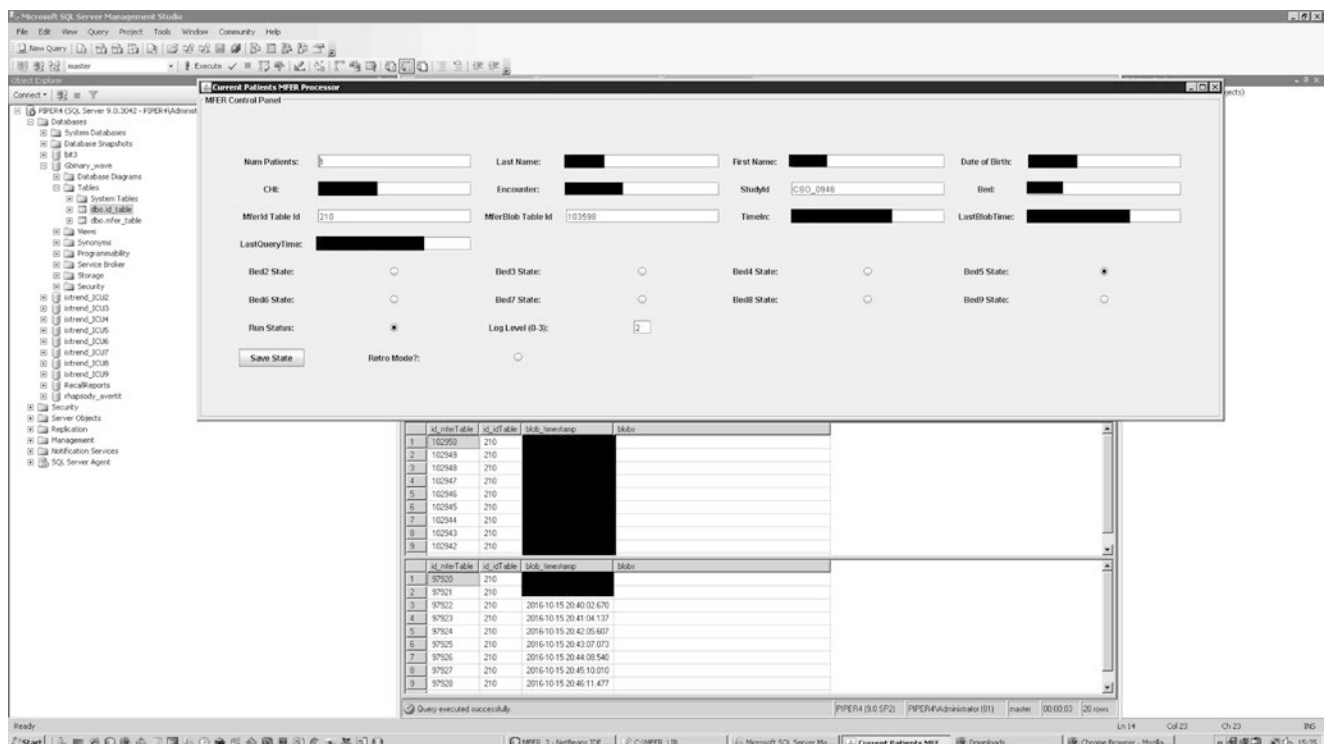 Microsoft SQL Server Management Studio
File Edit View Query Project Tools Window Community Help
New Query
master Execute
Object Explorer
Connect
PIPER4 (SQL Server 9.0.3042 - PIPER4\Administ
Databases
System Databases
Database Snapshots
bit3
Gbinary_wave
Database Diagrams
Tables
System Tables
dbo.id_table
dbo.mfer_table
Views
Synonyms
Programmability
Service Broker
Storage
Security
ixtrend_ICU2
ixtrend_ICU3
ixtrend_ICU4
ixtrend_ICU5
ixtrend_ICU6
ixtrend_ICU7
ixtrend_ICU8
ixtrend_ICU9
RecallReports
rhapsody_avertit
Security
Server Objects
Replication
Management
Notification Services
SQL Server Agent
Current Patients MFER Processor
MFER Control Panel
Num Patients: 1 Last Name: First Name: Date of Birth:
CHI: Encounter: StudyId CSO_0946 Bed:
MferId Table Id 210 MferBlob Table Id 103598 TimeInc: LastBlobTime:
LastQueryTime:
Bed2 State: Bed3 State: Bed4 State: Bed5 State:
Bed6 State: Bed7 State: Bed8 State: Bed9 State:
Run Status: Log Level (0-3): 2
Save State Retro Mode?:
jects)
id_mferTable id_idTable blob_timestamp blobs
1 102950 210
2 102949 210
3 102948 210
4 102947 210
5 102946 210
6 102945 210
7 102944 210
8 102943 210
9 102942 210
id_mferTable id_idTable blob_timestamp blobs
1 97920 210
2 97921 210
3 97922 210 2016-10-15 20:40:02.670
4 97923 210 2016-10-15 20:41:04.137
5 97924 210 2016-10-15 20:42:05.607
6 97925 210 2016-10-15 20:43:07.073
7 97926 210 2016-10-15 20:44:08.540
8 97927 210 2016-10-15 20:45:10.010
9 97928 210 2016-10-15 20:46:11.477
Query executed successfully. PIPER4 (9.0 SP2) PIPER4\Administrator (81) master 00:00:03 20 rows
Ready Ln 14 Col 23 Ch 23 INS
Start MFER_3 - NetBeans IDE ... C:\MFER_LIB Microsoft SQL Server Ma... Current Patients MFE... Downloads Chrome Browser - Mozilla... 15:35